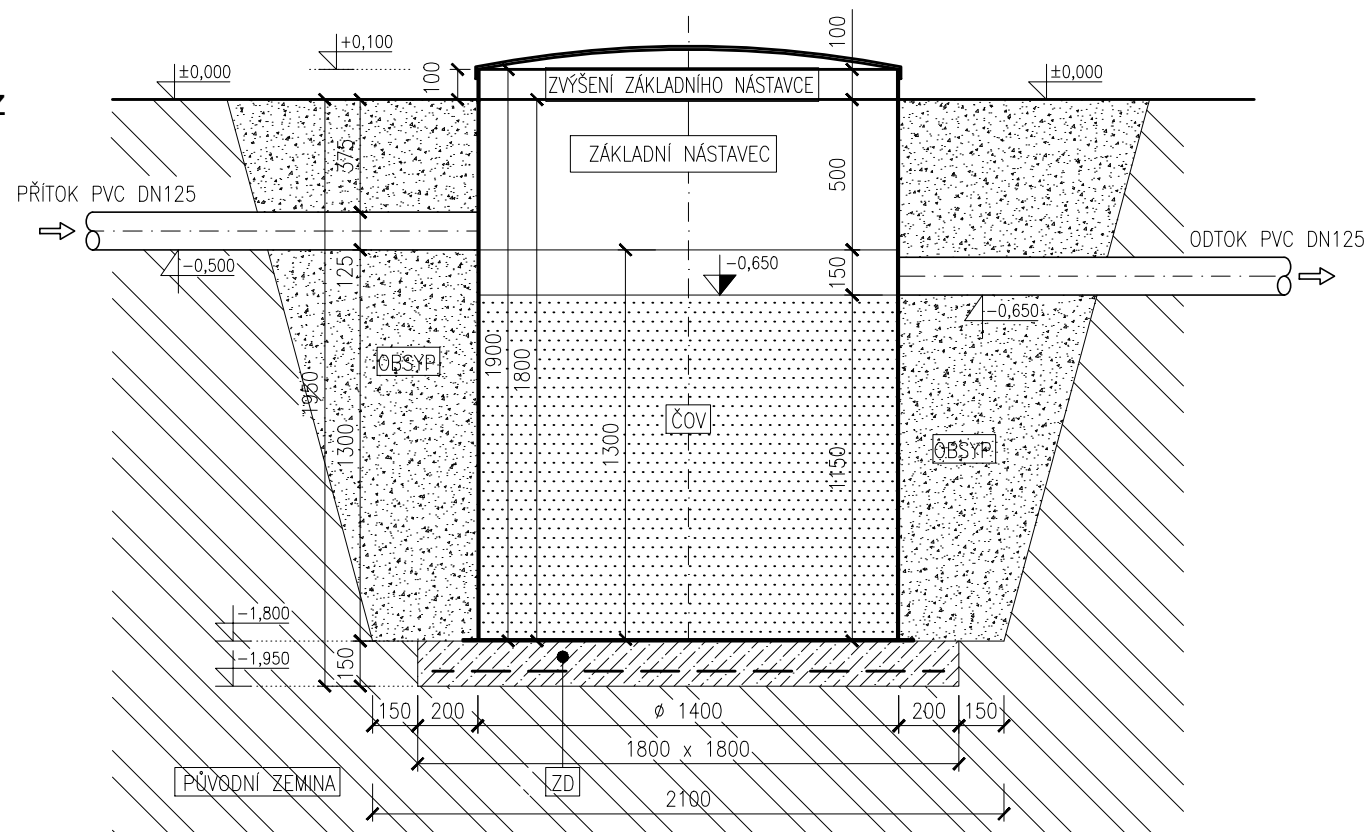 +0,100
±0,000
100
100
ZVÝŠENÍ ZÁKLADNÍHO NÁSTAVCE
±0,000
ZÁKLADNÍ NÁSTAVEC
375
500
PŘÍTOK PVC DN125
ODTOK PVC DN125
-0,500
125
-0,650
150
-0,650
OBSYP
1950
1300
1900
1800
1300
ČOV
1150
OBSYP
-1,800
-1,950
150
150
200
ø 1400
200
150
1800 x 1800
PŮVODNÍ ZEMINA
ZD
2100